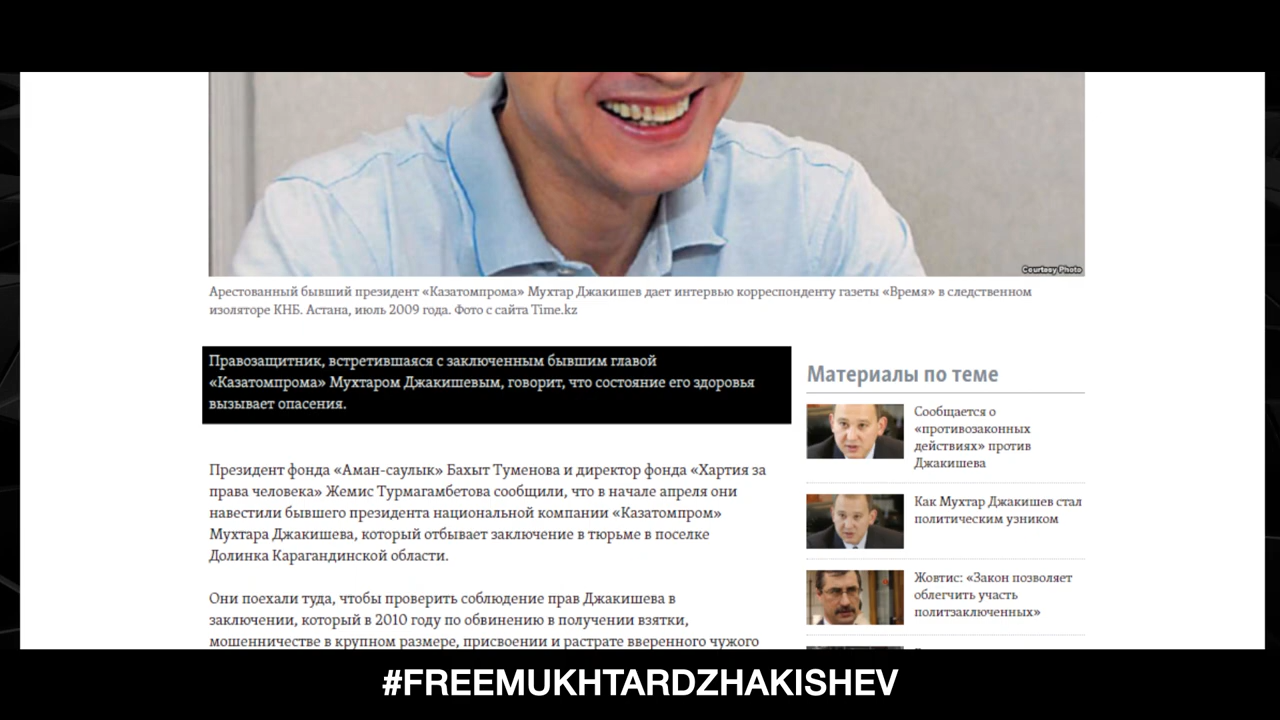 Courtesy Photo
Арестованный бывший президент «Казатомпрома» Мухтар Джакишев дает интервью корреспонденту газеты «Время» в следственном
изоляторе КНБ. Астана, июль 2009 года. Фото с сайта Time.kz
Правозащитник, встретившаяся с заключенным бывшим главой
«Казатомпрома» Мухтаром Джакишевым, говорит, что состояние его здоровья
вызывает опасения.
Президент фонда «Аман-саулык» Бахыт Туменова и директор фонда «Хартия за
права человека» Жемис Турмагамбетова сообщили, что в начале апреля они
навестили бывшего президента национальной компании «Казатомпром»
Мухтара Джакишева, который отбывает заключение в тюрьме в поселке
Долинка Карагандинской области.
Они поехали туда, чтобы проверить соблюдение прав Джакишева в
заключении, который в 2010 году по обвинению в получении взятки,
мошенничестве в крупном размере, присвоении и растрате вверенного чужого
Материалы по теме
Сообщается о
«противозаконных
действиях» против
Джакишева
Как Мухтар Джакишев стал
политическим узником
Жовтис: «Закон позволяет
облегчить участь
политзаключенных»
#FREEMUKHTARDZHAKISHEV